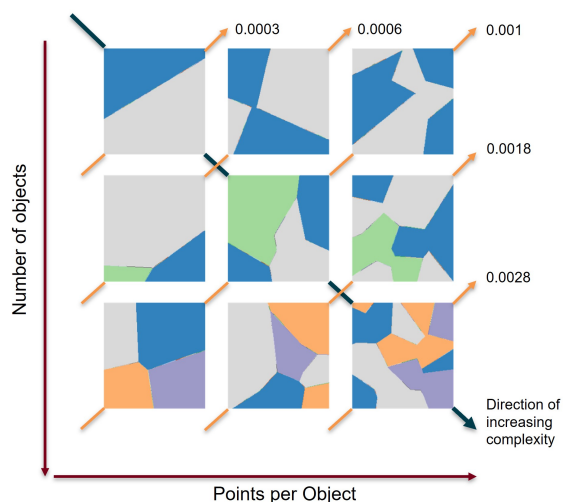 0.0003
0.0006
0.001
0.0018
0.0028
Number of objects
Direction of
increasing
complexity
Points per Object